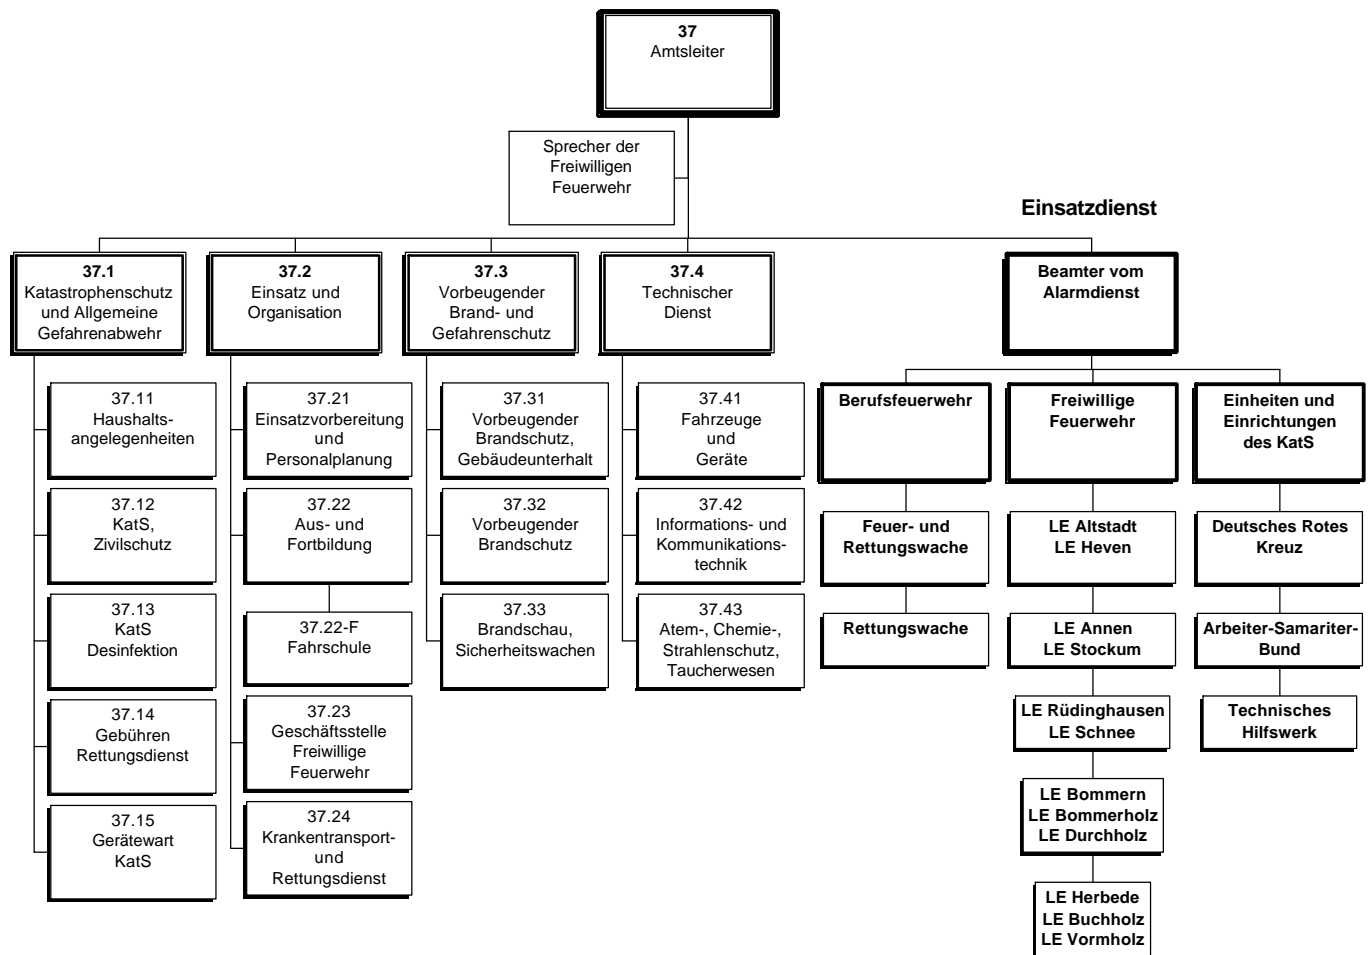 37
Amtsleiter
Sprecher der
Freiwilligen
Feuerwehr
Einsatzdienst
37.1
Katastrophenschutz
und Allgemeine
Gefahrenabwehr
37.2
Einsatz und
Organisation
37.3
Vorbeugender
Brand- und
Gefahrenschutz
37.4
Technischer
Dienst
Beamter vom
Alarmdienst
37.11
Haushalts-
angelegenheiten
37.12
KatS,
Zivilschutz
37.13
KatS
Desinfektion
37.14
Gebühren
Rettungsdienst
37.15
Gerätewart
KatS
37.21
Einsatzvorbereitung
und
Personalplanung
37.22
Aus- und
Fortbildung
37.22-F
Fahrschule
37.23
Geschäftsstelle
Freiwillige
Feuerwehr
37.24
Krankentransport-
und
Rettungsdienst
37.31
Vorbeugender
Brandschutz,
Gebäudeunterhalt
37.32
Vorbeugender
Brandschutz
37.33
Brandschau,
Sicherheitswachen
37.41
Fahrzeuge
und
Geräte
37.42
Informations- und
Kommunikations-
technik
37.43
Atem-, Chemie-,
Strahlenschutz,
Taucherwesen
Berufsfeuerwehr
Feuer- und
Rettungswache
Rettungswache
Freiwillige
Feuerwehr
LE Altstadt
LE Heven
LE Annen
LE Stockum
LE Rüdinghausen
LE Schnee
LE Bommern
LE Bommerholz
LE Durchholz
LE Herbede
LE Buchholz
LE Vormholz
Einheiten und
Einrichtungen
des KatS
Deutsches Rotes
Kreuz
Arbeiter-Samariter-
Bund
Technisches
Hilfswerk